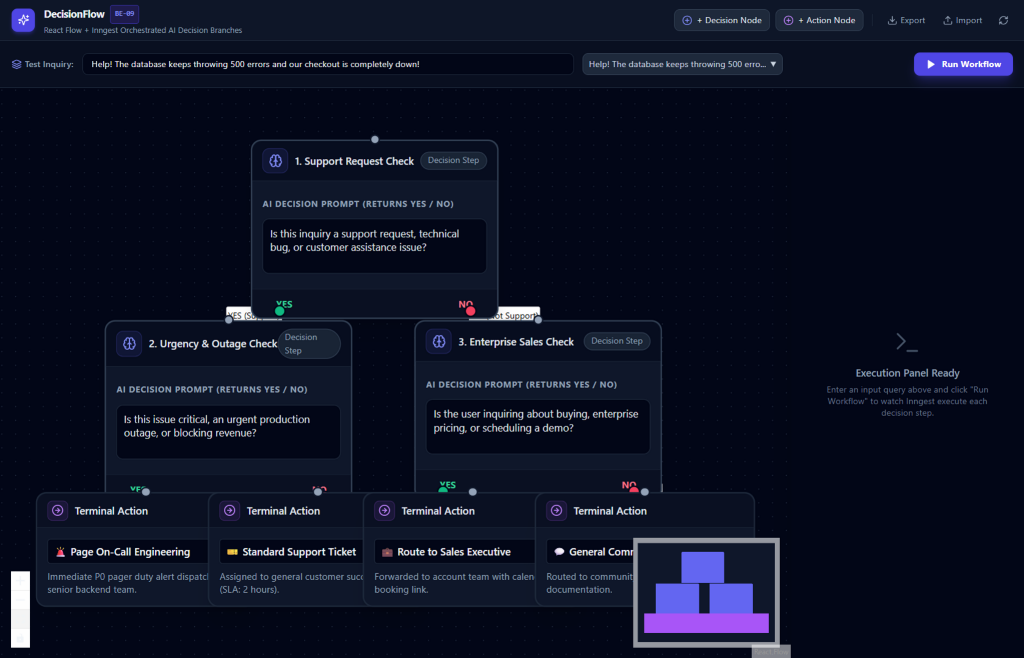 DecisionFlow BE-09
React Flow + Inngest Orchestrated AI Decision Branches
+ Decision Node
+ Action Node
Export
Import
Test Inquiry:
Help! The database keeps throwing 500 errors and our checkout is completely down!
Help! The database keeps throwing 500 erro... ▼
Run Workflow
1. Support Request Check
Decision Step
AI DECISION PROMPT (RETURNS YES / NO)
Is this inquiry a support request, technical
bug, or customer assistance issue?
YES
NO
YES (Su
ot Support)
2. Urgency & Outage Check
Decision
Step
AI DECISION PROMPT (RETURNS YES / NO)
Is this issue critical, an urgent production
outage, or blocking revenue?
YES
NO
3. Enterprise Sales Check
Decision Step
AI DECISION PROMPT (RETURNS YES / NO)
Is the user inquiring about buying, enterprise
pricing, or scheduling a demo?
YES
NO
Terminal Action
🚨 Page On-Call Engineering
Immediate P0 pager duty alert dispatc
senior backend team.
Terminal Action
🎫 Standard Support Ticket
Assigned to general customer succ
(SLA: 2 hours).
Terminal Action
💼 Route to Sales Executive
Forwarded to account team with calen
booking link.
Terminal Action
💬 General Com
Routed to communit
documentation.
Execution Panel Ready
Enter an input query above and click "Run
Workflow" to watch Inngest execute each
decision step.